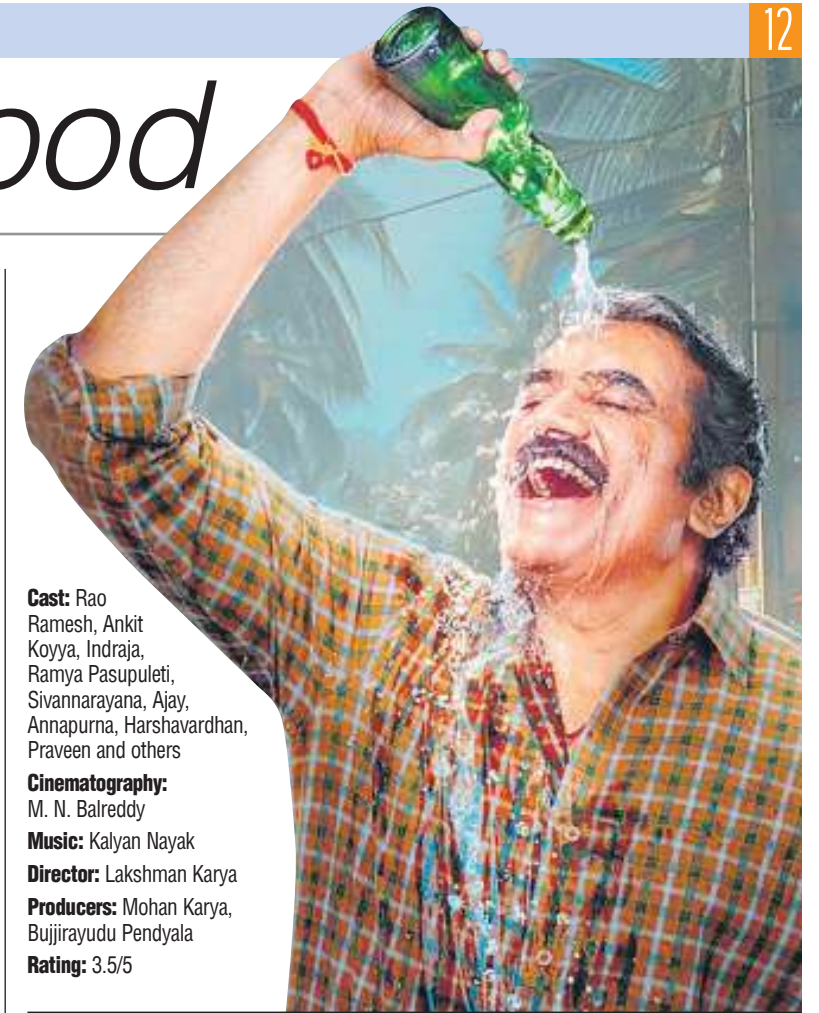 12
ood
Cast: Rao
Ramesh, Ankit
Koyya, Indraja,
Ramya Pasupuleti,
Sivannarayana, Ajay,
Annapurna, Harshavardhan,
Praveen and others
Cinematography:
M. N. Balreddy
Music: Kalyan Nayak
Director: Lakshman Karya
Producers: Mohan Karya,
Bujjirayudu Pendyala
Rating: 3.5/5